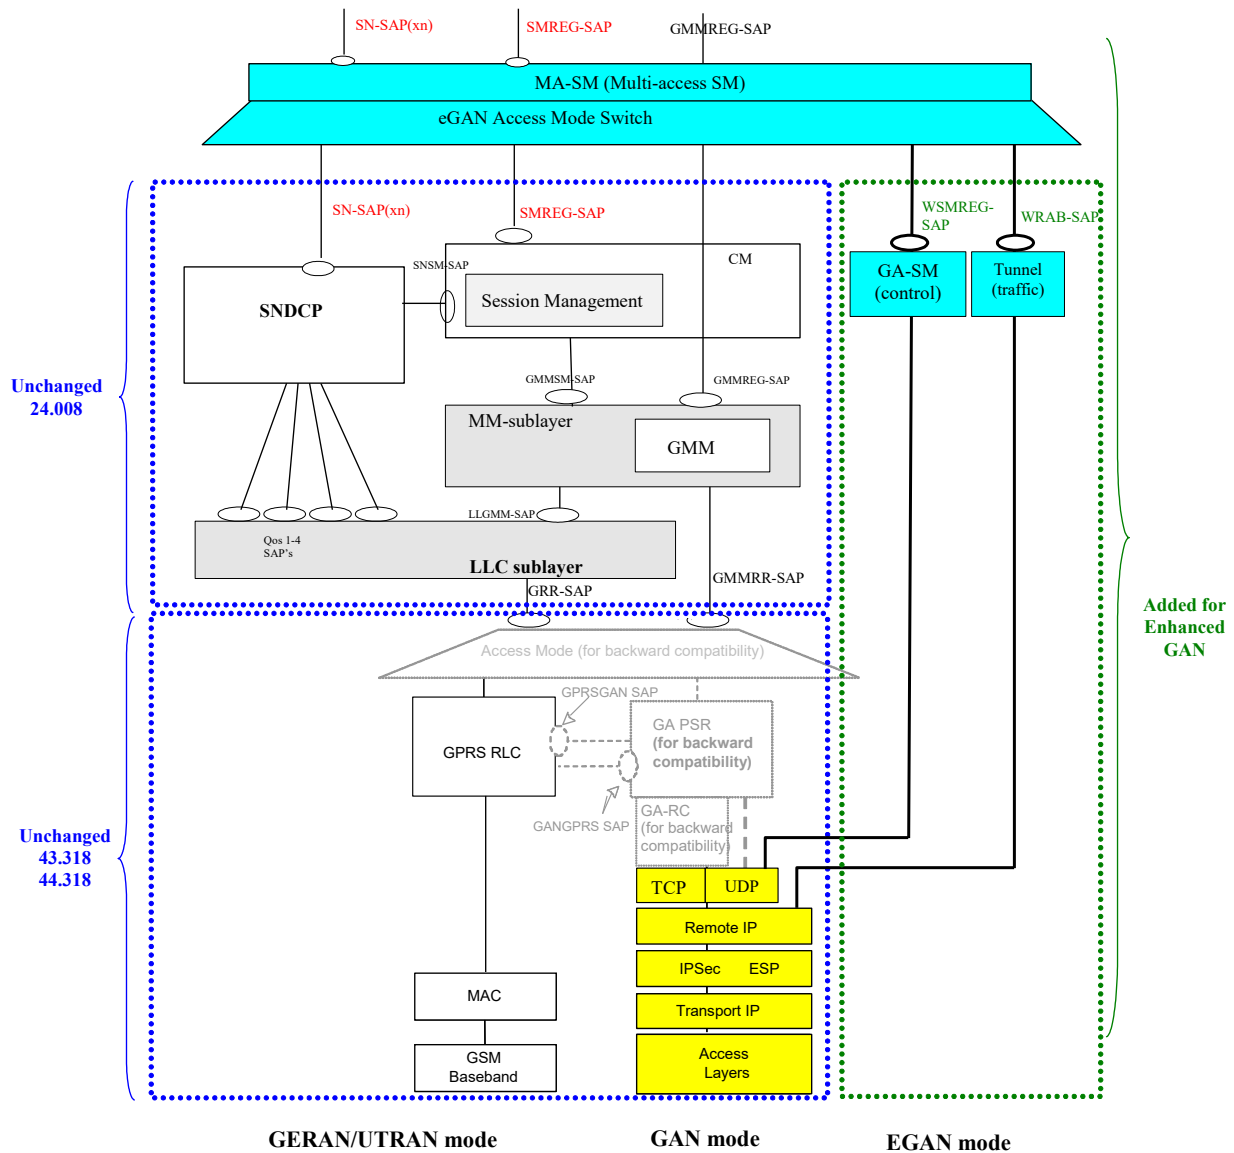 SN-SAP(xn)
SMREG-SAP
GMMREG-SAP
MA-SM (Multi-access SM)
eGAN Access Mode Switch
SN-SAP(xn)
SMREG-SAP
WSMREG-
SAP
WRAB-SAP
SNSM-SAP
CM
GA-SM
(control)
Tunnel
(traffic)
SNDCP
Session Management
Unchanged
24.008
GMMSM-SAP
GMMREG-SAP
MM-sublayer
GMM
LLGMM-SAP
Qos 1-4
SAP's
LLC sublayer
GRR-SAP
GMMRR-SAP
Added for
Enhanced
GAN
Access Mode (for backward compatibility)
GPRSGAN SAP
GPRS RLC
GA PSR
(for backward
compatibility)
GANGPRS SAP
GA-RC
(for backward
compatibility)
Unchanged
43.318
44.318
TCP
UDP
Remote IP
IPSec ESP
MAC
Transport IP
GSM
Baseband
Access
Layers
GERAN/UTRAN mode
GAN mode
EGAN mode